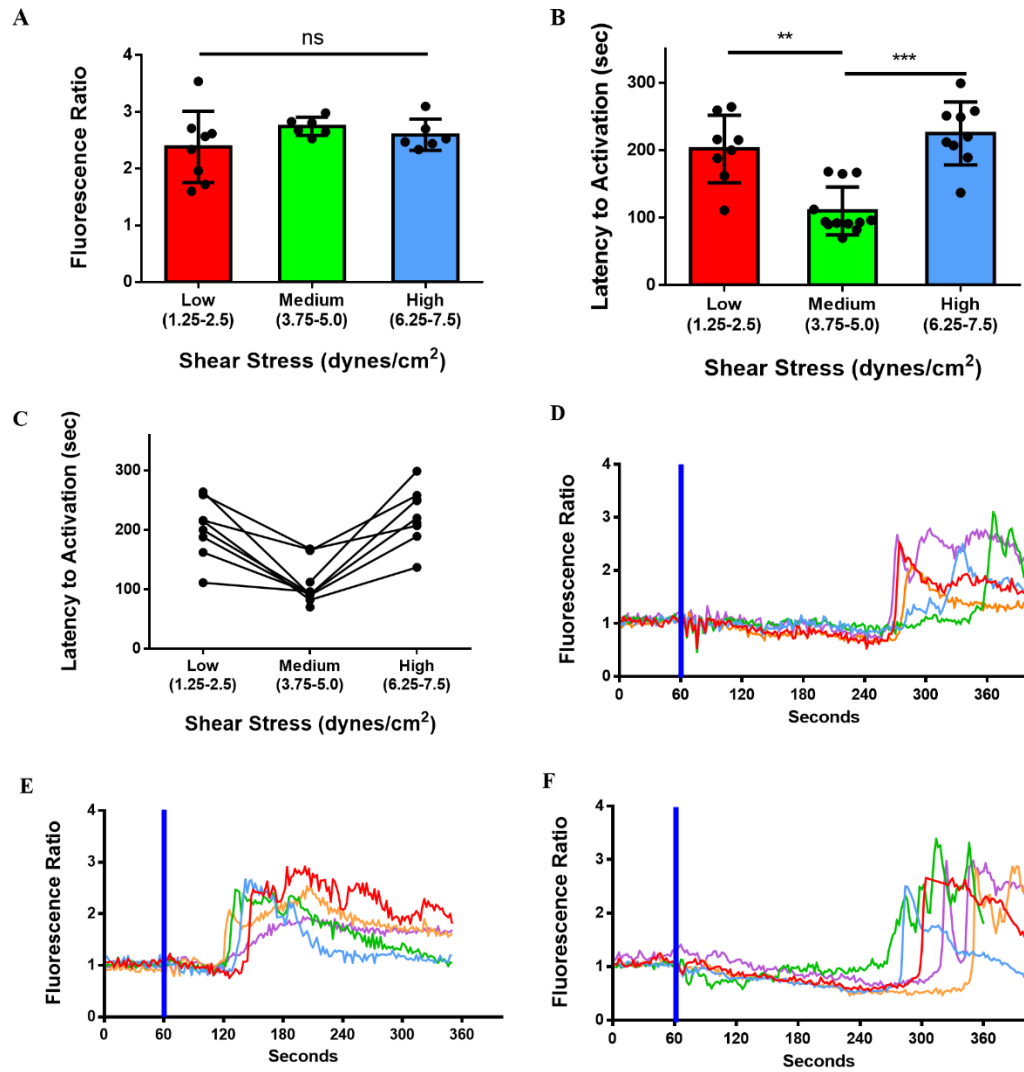 A
ns
Fluorescence Ratio
4
3
2
1
0
Low
(1.25-2.5)
Medium
(3.75-5.0)
High
(6.25-7.5)
Shear Stress (dynes/cm²)
B
**
***
Latency to Activation (sec)
300
200
100
0
Low
(1.25-2.5)
Medium
(3.75-5.0)
High
(6.25-7.5)
Shear Stress (dynes/cm²)
C
Latency to Activation (sec)
300
200
100
0
Low
(1.25-2.5)
Medium
(3.75-5.0)
High
(6.25-7.5)
Shear Stress (dynes/cm²)
D
Fluorescence Ratio
4
3
2
1
0
0 60 120 180 240 300 360
Seconds
E
Fluorescence Ratio
4
3
2
1
0
0 60 120 180 240 300 360
Seconds
F
Fluorescence Ratio
4
3
2
1
0
0 60 120 180 240 300 360
Seconds